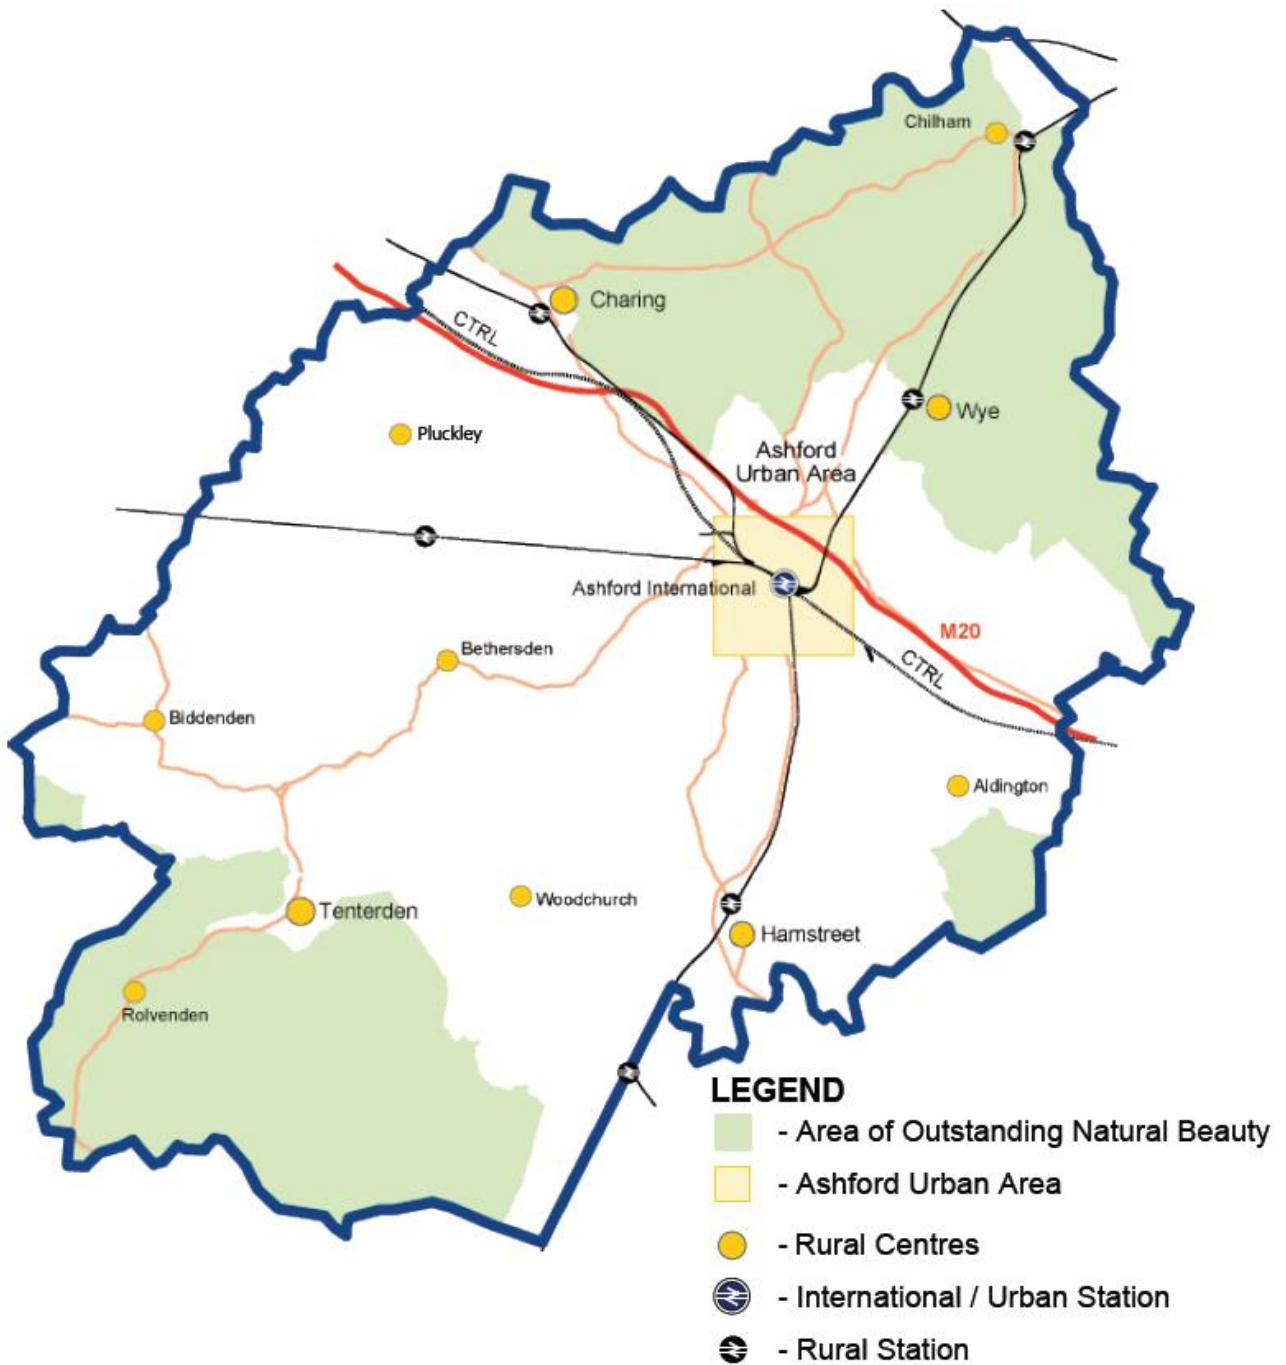 Chilham
Charing
CTRL
Wye
Pluckley
Ashford
Urban Area
Ashford International
M20
CTRL
Bethersden
Biddenden
Aldington
Woodchurch
Tenterden
Hamstreet
Rolvenden
LEGEND
- Area of Outstanding Natural Beauty
- Ashford Urban Area
- Rural Centres
- International / Urban Station
- Rural Station